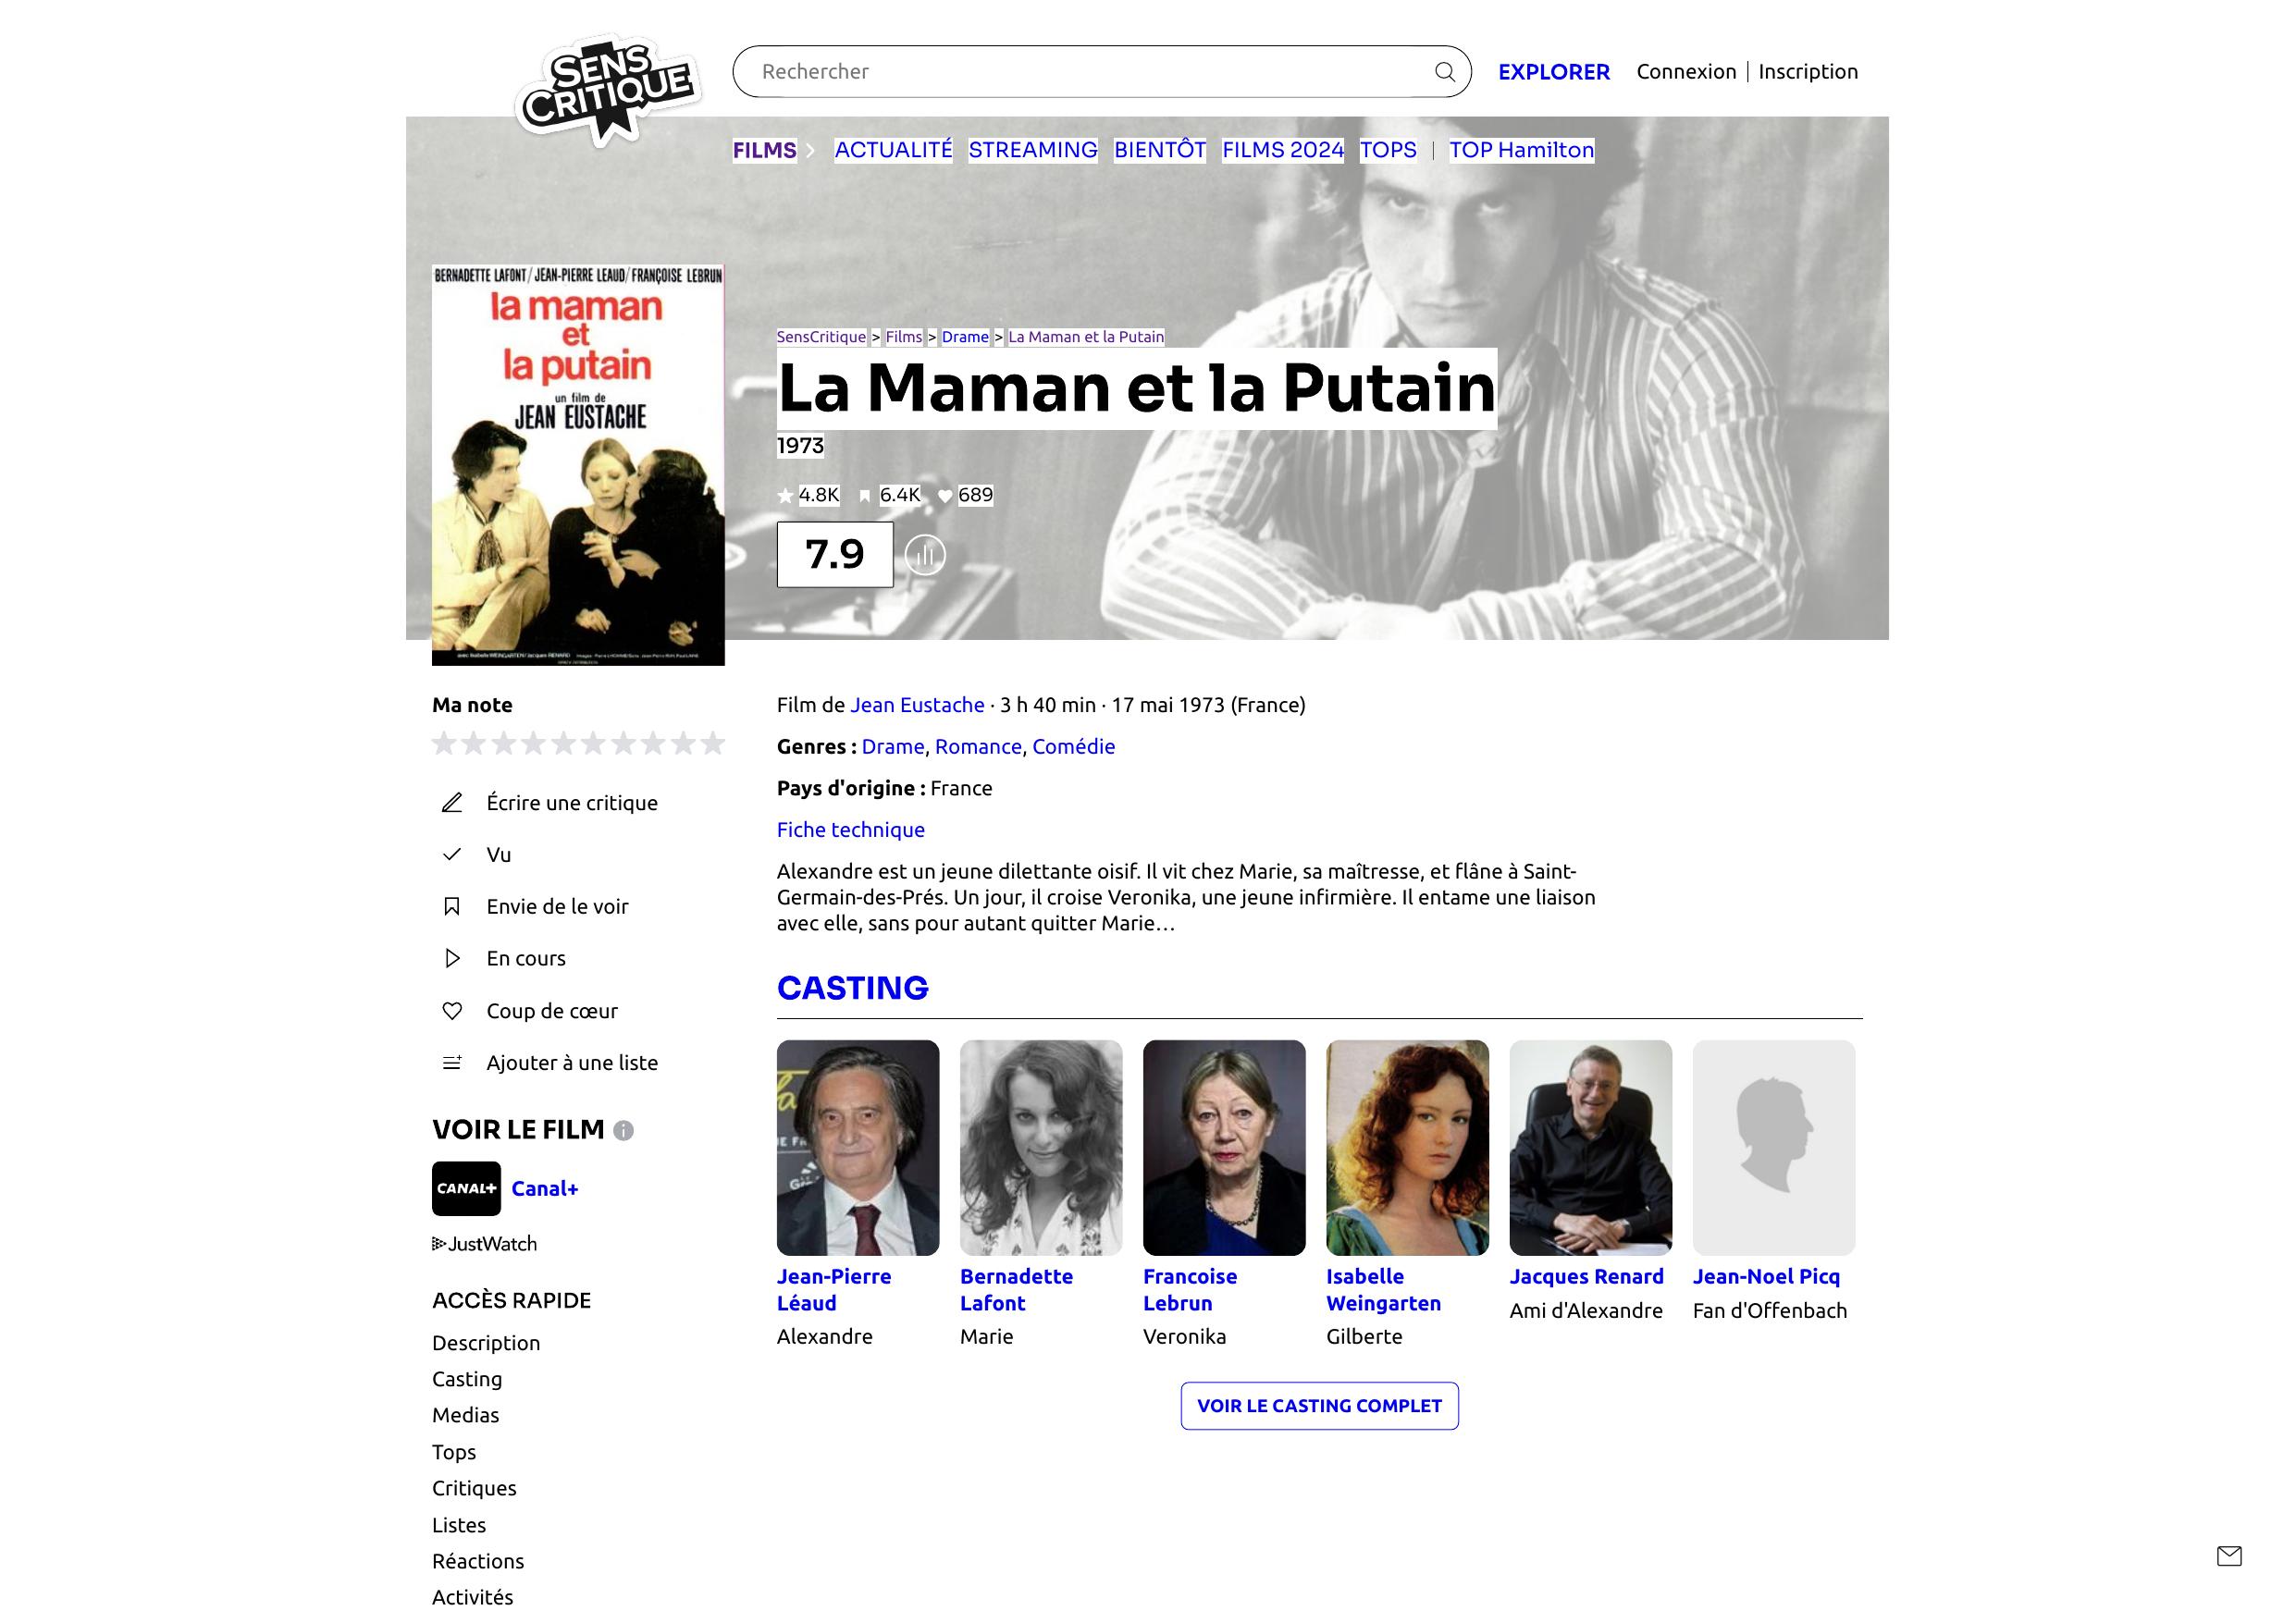 SENS
CRITIQUE
Rechercher
EXPLORER
Connexion | Inscription
FILMS
ACTUALITÉ
STREAMING
BIENTÔT
FILMS 2024
TOPS
TOP Hamilton
BERNADETTE LAFONT/JEAN-PIERRE LEAUD/FRANÇOISE LEBRUN
la maman
et
la putain
un film de
JEAN EUSTACHE
SensCritique > Films > Drame > La Maman et la Putain
La Maman et la Putain
1973
4.8K 6.4K 689
7.9
Ma note
Écrire une critique
Vu
Envie de le voir
En cours
Coup de cœur
Ajouter à une liste
VOIR LE FILM
CANAL+ Canal+
JustWatch
ACCÈS RAPIDE
Description
Casting
Medias
Tops
Critiques
Listes
Réactions
Activités
Film de Jean Eustache · 3 h 40 min · 17 mai 1973 (France)
Genres : Drame, Romance, Comédie
Pays d'origine : France
Fiche technique
Alexandre est un jeune dilettante oisif. Il vit chez Marie, sa maîtresse, et flâne à Saint-
Germain-des-Prés. Un jour, il croise Veronika, une jeune infirmière. Il entame une liaison
avec elle, sans pour autant quitter Marie…
CASTING
Jean-Pierre
Léaud
Alexandre
Bernadette
Lafont
Marie
Francoise
Lebrun
Veronika
Isabelle
Weingarten
Gilberte
Jacques Renard
Ami d'Alexandre
Jean-Noel Picq
Fan d'Offenbach
VOIR LE CASTING COMPLET